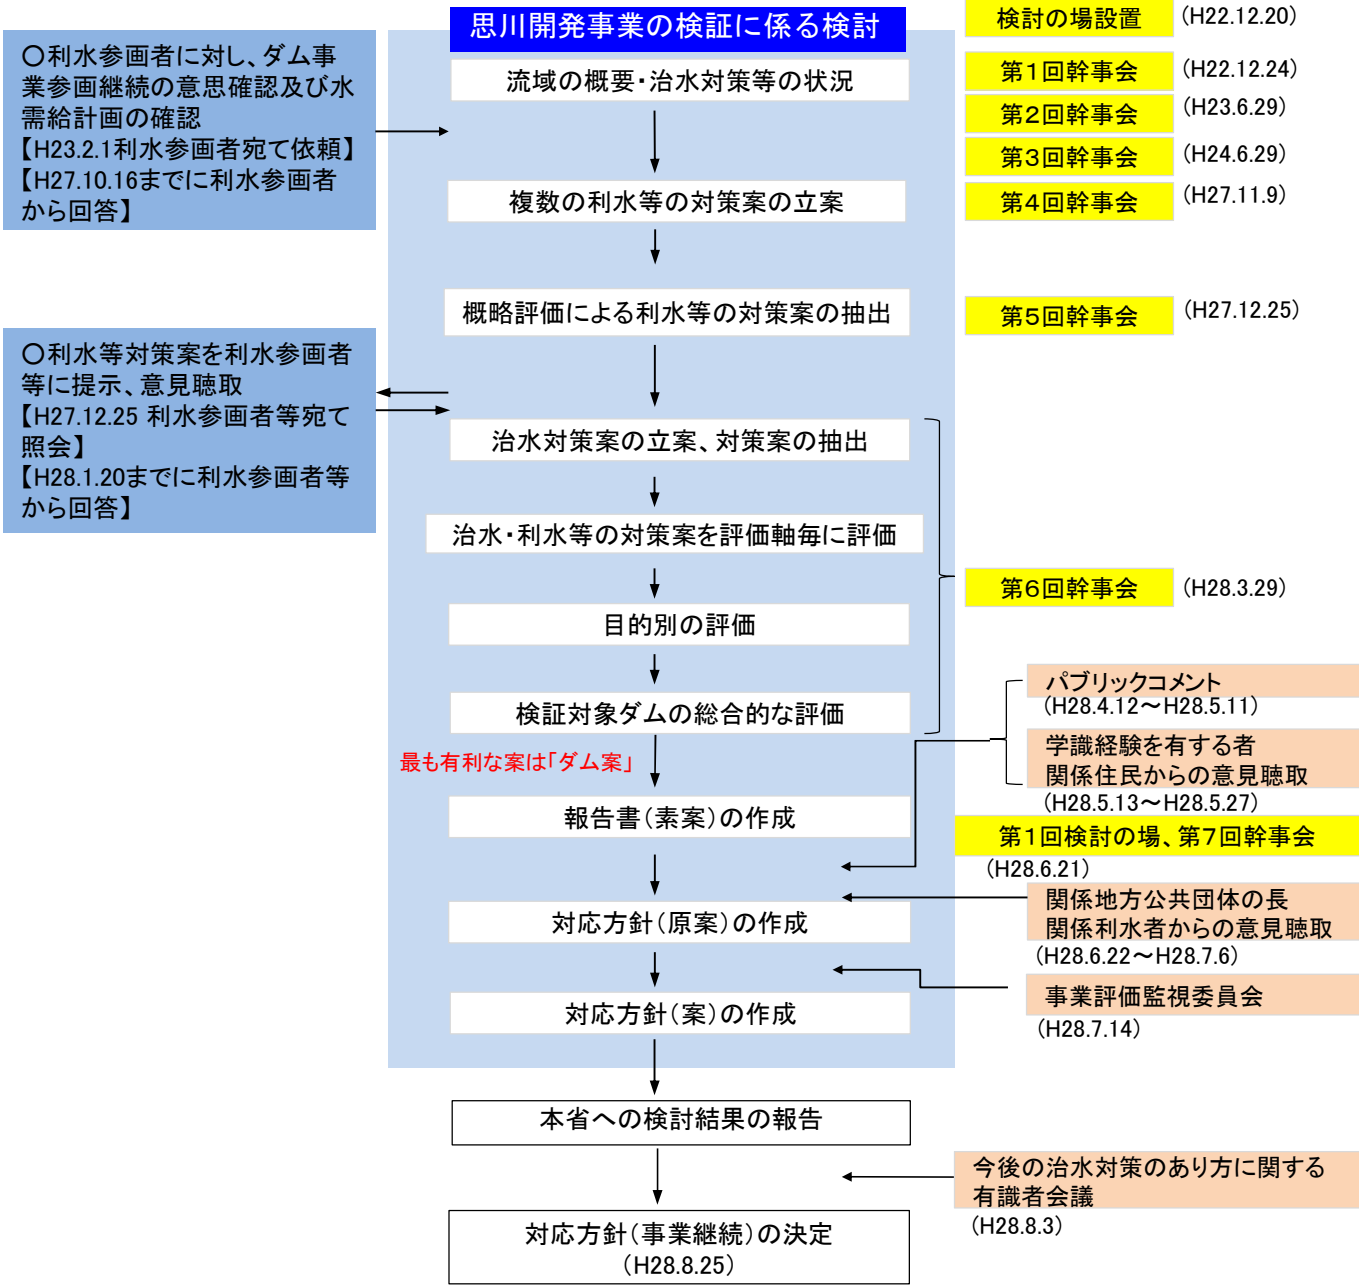 思川開発事業の検証に係る検討
検討の場設置
(H22.12.20)
〇利水参画者に対し、ダム事
業参画継続の意思確認及び水
需給計画の確認
【H23.2.1利水参画者宛て依頼】
【H27.10.16までに利水参画者
から回答】
流域の概要・治水対策等の状況
第1回幹事会
(H22.12.24)
第2回幹事会
(H23.6.29)
第3回幹事会
(H24.6.29)
複数の利水等の対策案の立案
第4回幹事会
(H27.11.9)
概略評価による利水等の対策案の抽出
第5回幹事会
(H27.12.25)
〇利水等対策案を利水参画者
等に提示、意見聴取
【H27.12.25 利水参画者等宛て
照会】
【H28.1.20までに利水参画者等
から回答】
治水対策案の立案、対策案の抽出
治水・利水等の対策案を評価軸毎に評価
第6回幹事会
(H28.3.29)
目的別の評価
検証対象ダムの総合的な評価
パブリックコメント
(H28.4.12～H28.5.11)
最も有利な案は「ダム案」
学識経験を有する者
関係住民からの意見聴取
(H28.5.13～H28.5.27)
報告書(素案)の作成
第1回検討の場、第7回幹事会
(H28.6.21)
対応方針(原案)の作成
関係地方公共団体の長
関係利水者からの意見聴取
(H28.6.22～H28.7.6)
対応方針(案)の作成
事業評価監視委員会
(H28.7.14)
本省への検討結果の報告
今後の治水対策のあり方に関する
有識者会議
(H28.8.3)
対応方針(事業継続)の決定
(H28.8.25)